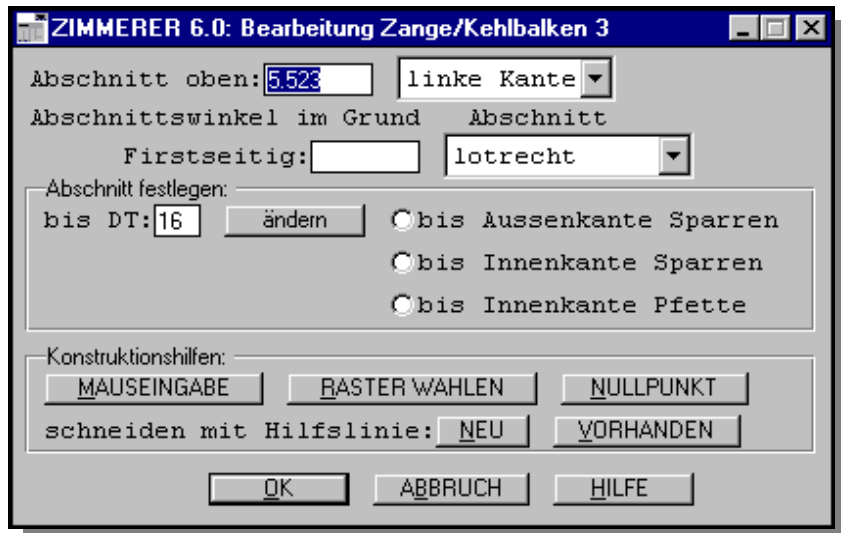 ZIMMERER 6.0: Bearbeitung Zange/Kehlbalken 3
Abschnitt oben: 5.523 linke Kante
Abschnittswinkel im Grund Abschnitt
Firstseitig: lotrecht
Abschnitt festlegen:
bis DT: 16 ändern bis Aussenkante Sparren
bis Innenkante Sparren
bis Innenkante Pfette
Konstruktionshilfen:
MAUSEINGABE RASTER WAHLEN NULLPUNKT
schneiden mit Hilfslinie: NEU VORHANDEN
OK ABBRUCH HILFE